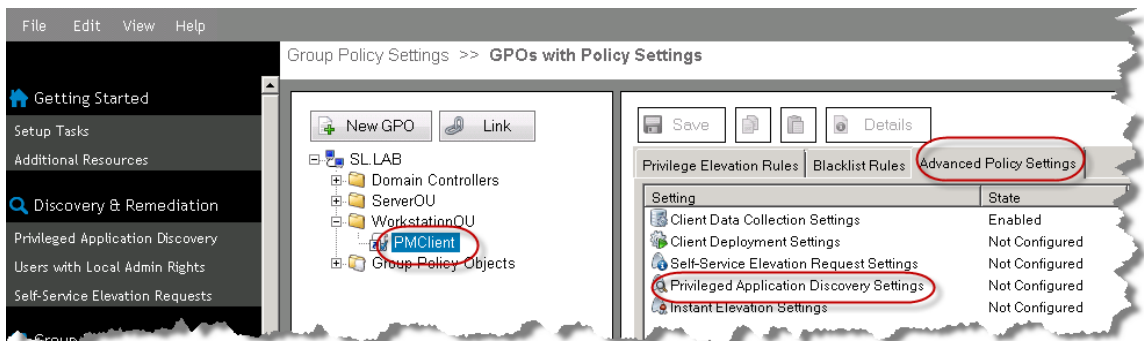 File Edit View Help
Group Policy Settings >> GPOs with Policy Settings
Getting Started
Setup Tasks
Additional Resources
Discovery & Remediation
Privileged Application Discovery
Users with Local Admin Rights
Self-Service Elevation Requests
Group
New GPO Link
SL.LAB
Domain Controllers
ServerOU
WorkstationOU
PMClient
Group Policy Objects
Save Details
Privilege Elevation Rules Blacklist Rules Advanced Policy Settings
Setting State
Client Data Collection Settings Enabled
Client Deployment Settings Not Configured
Self-Service Elevation Request Settings Not Configured
Privileged Application Discovery Settings Not Configured
Instant Elevation Settings Not Configured